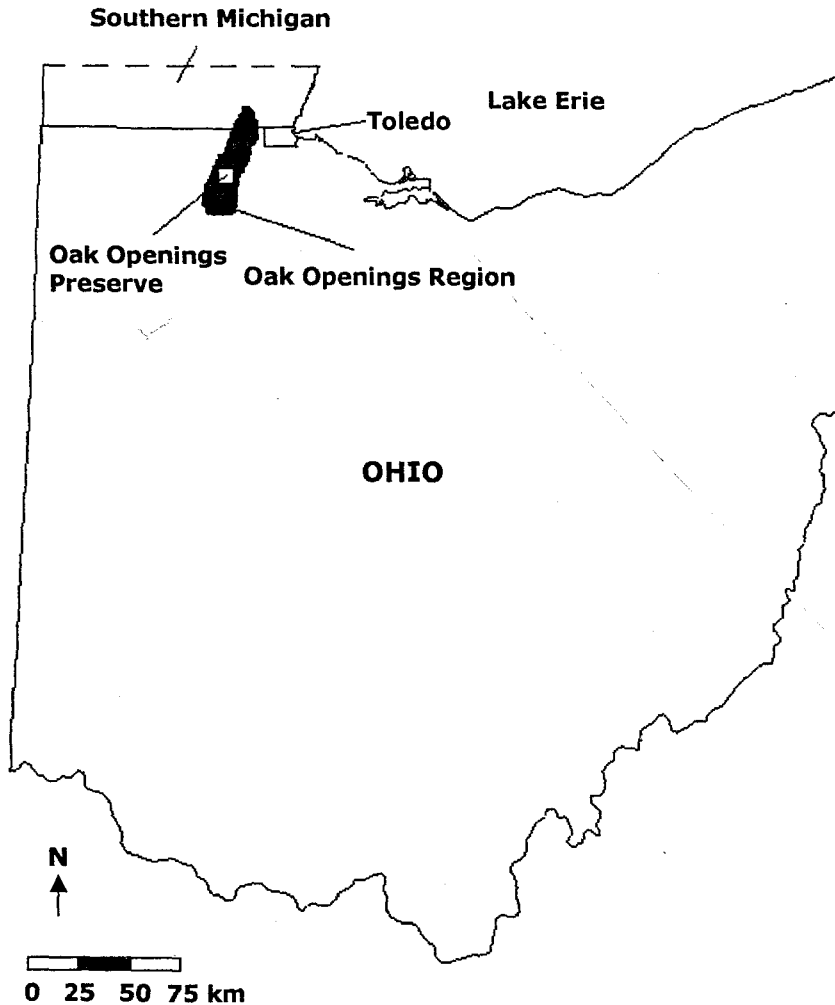 Southern Michigan
Lake Erie
Toledo
Oak Openings
Preserve
Oak Openings Region
OHIO
N
0 25 50 75 km